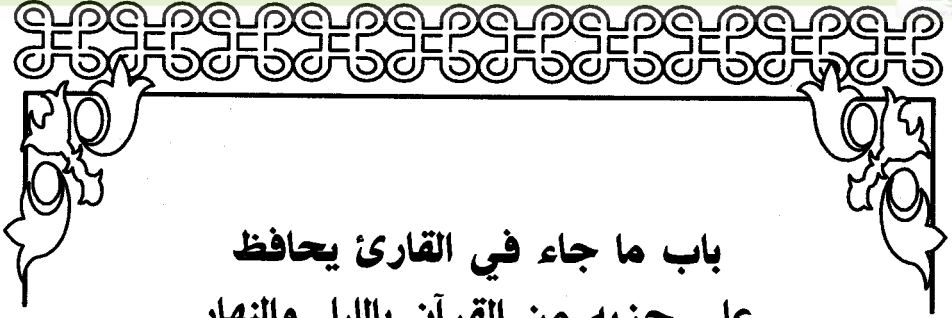 باب ما جاء في القارئ يحافظ
على حزبه من القرآن بالليل والنهار